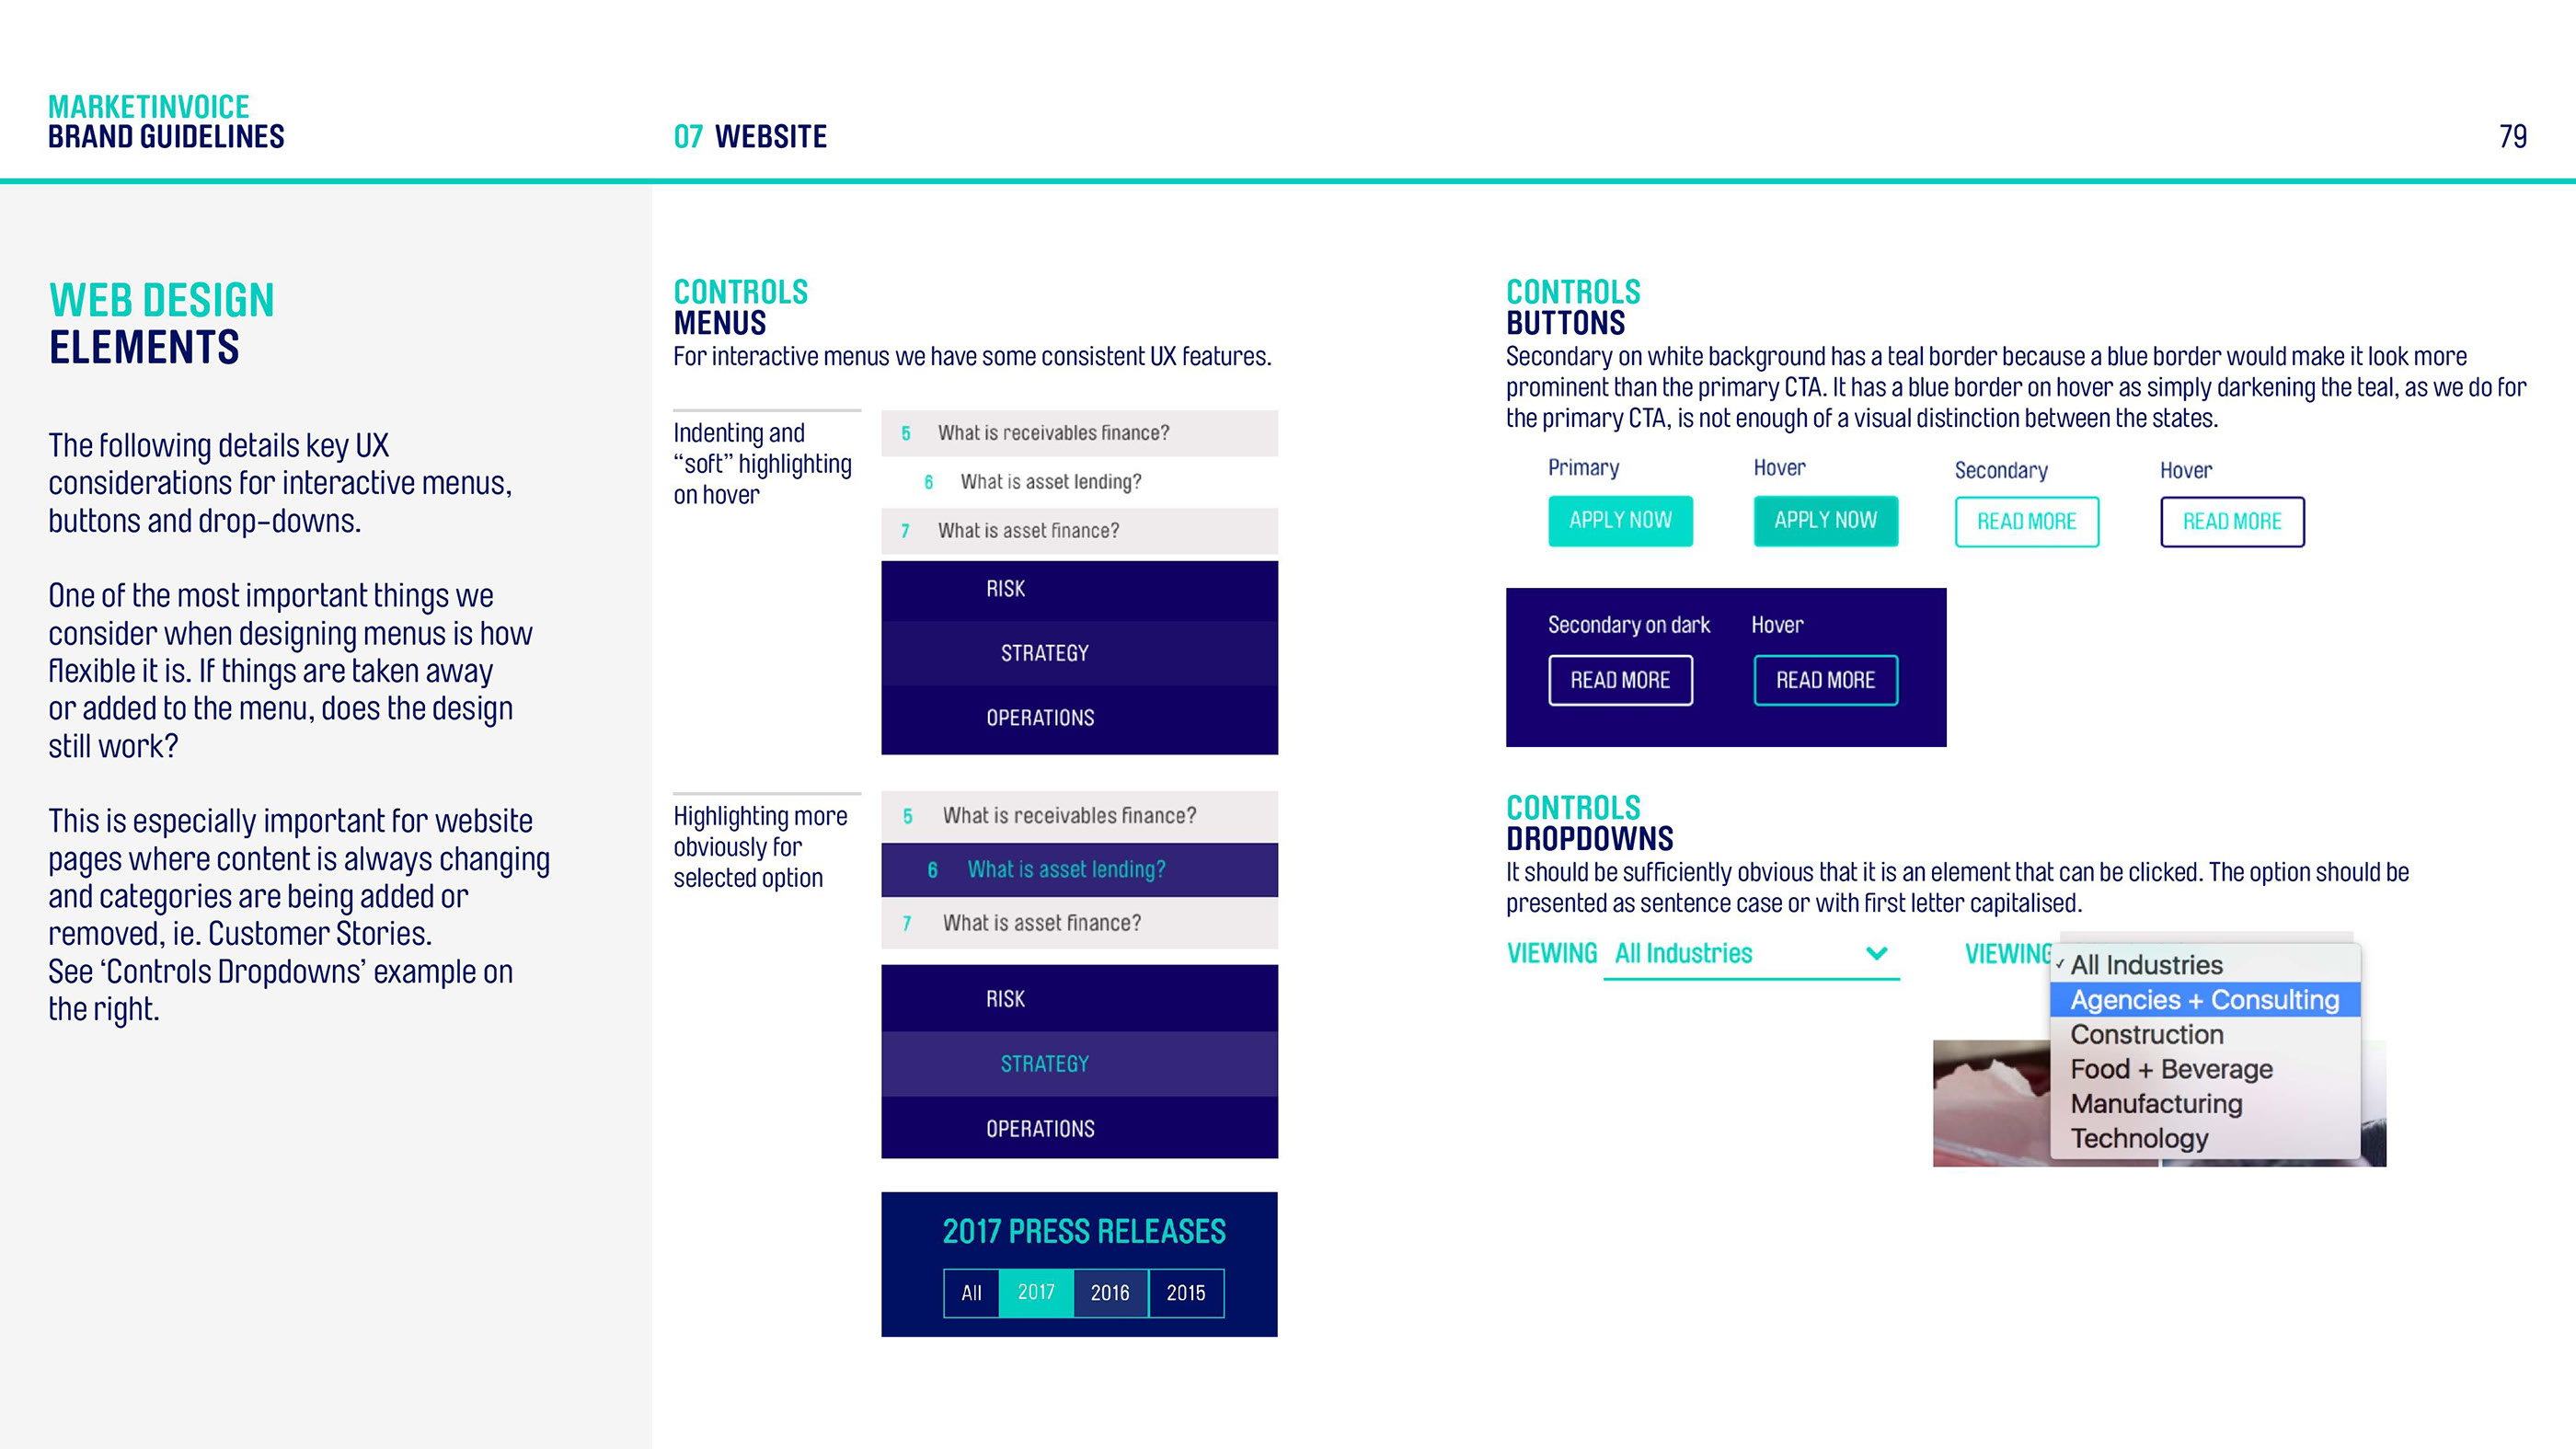 MARKETINVOICE
BRAND GUIDELINES
07 WEBSITE
79
WEB DESIGN
ELEMENTS
The following details key UX
considerations for interactive menus,
buttons and drop-downs.
One of the most important things we
consider when designing menus is how
flexible it is. If things are taken away
or added to the menu, does the design
still work?
This is especially important for website
pages where content is always changing
and categories are being added or
removed, ie. Customer Stories.
See ‘Controls Dropdowns’ example on
the right.
CONTROLS
MENUS
For interactive menus we have some consistent UX features.
Indenting and
“soft” highlighting
on hover
5 What is receivables finance?
6 What is asset lending?
7 What is asset finance?
RISK
STRATEGY
OPERATIONS
Highlighting more
obviously for
selected option
5 What is receivables finance?
6 What is asset lending?
7 What is asset finance?
RISK
STRATEGY
OPERATIONS
2017 PRESS RELEASES
All 2017 2016 2015
CONTROLS
BUTTONS
Secondary on white background has a teal border because a blue border would make it look more
prominent than the primary CTA. It has a blue border on hover as simply darkening the teal, as we do for
the primary CTA, is not enough of a visual distinction between the states.
Primary Hover Secondary Hover
APPLY NOW APPLY NOW READ MORE READ MORE
Secondary on dark Hover
READ MORE READ MORE
CONTROLS
DROPDOWNS
It should be sufficiently obvious that it is an element that can be clicked. The option should be
presented as sentence case or with first letter capitalised.
VIEWING All Industries
VIEWING
✓ All Industries
Agencies + Consulting
Construction
Food + Beverage
Manufacturing
Technology